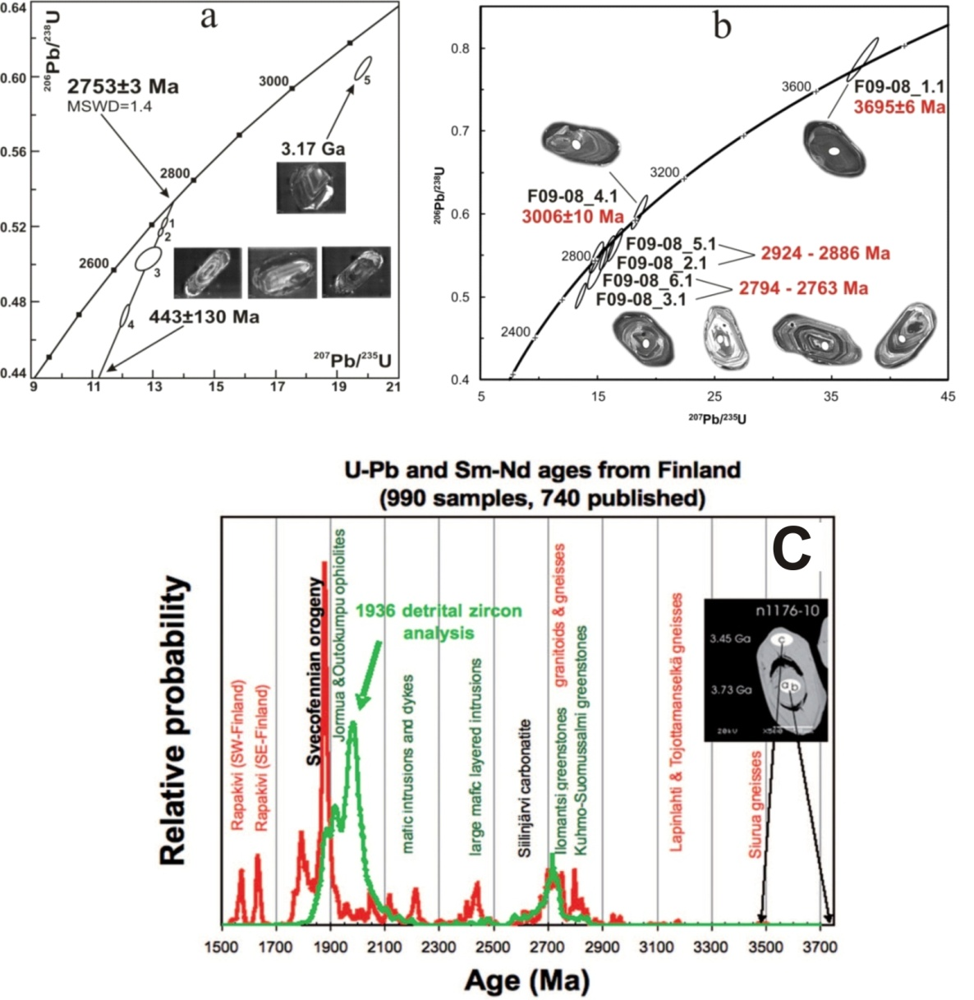 a
206Pb/238U
0.64
0.60
0.56
0.52
0.48
0.44
2753±3 Ma
MSWD=1.4
3000
2800
2600
5
3.17 Ga
1
2
3
4
443±130 Ma
207Pb/235U
9 11 13 15 17 19 21
b
206Pb/238U
0.8
0.7
0.6
0.5
0.4
3600
3200
2800
2400
F09-08_1.1
3695±6 Ma
F09-08_4.1
3006±10 Ma
F09-08_5.1
F09-08_2.1
2924 - 2886 Ma
F09-08_6.1
F09-08_3.1
2794 - 2763 Ma
5 15 25 35 45
207Pb/235U
U-Pb and Sm-Nd ages from Finland
(990 samples, 740 published)
C
Relative probability
Rapakivi (SW-Finland)
Rapakivi (SE-Finland)
Svecofennian orogeny
Jormua &Outokumpu ophiolites
1936 detrital zircon
analysis
mafic intrusions and dykes
large mafic layered intrusions
Siilinjärvi carbonatite
Ilomantsi greenstones
granitoids & gneisses
Kuhmo-Suomussalmi greenstones
Lapinlahti & Tojottamanselkä gneisses
Siurua gneisses
n1176-10
3.45 Ga
c
3.73 Ga
a b
20kV
1500 1700 1900 2100 2300 2500 2700 2900 3100 3300 3500 3700
Age (Ma)